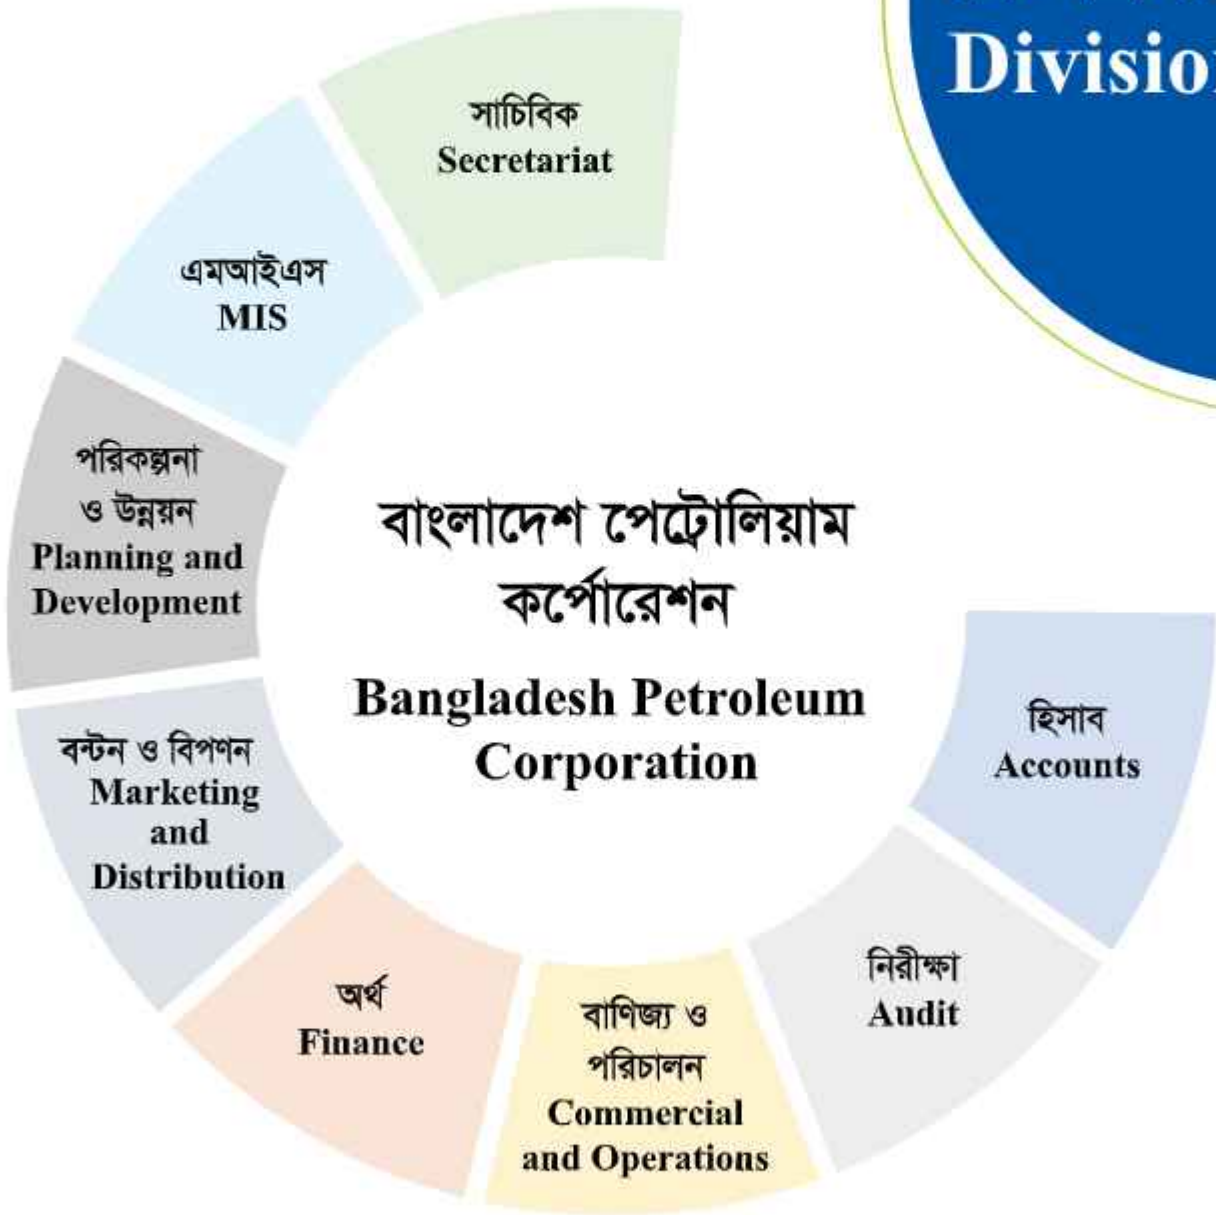 সাচিবিক
Secretariat
এমআইএস
MIS
পরিকল্পনা
ও উন্নয়ন
Planning and
Development
বন্টন ও বিপণন
Marketing
and
Distribution
অর্থ
Finance
বাণিজ্য ও
পরিচালন
Commercial
and Operations
নিরীক্ষা
Audit
হিসাব
Accounts
বাংলাদেশ পেট্রোলিয়াম
কর্পোরেশন
Bangladesh Petroleum
Corporation